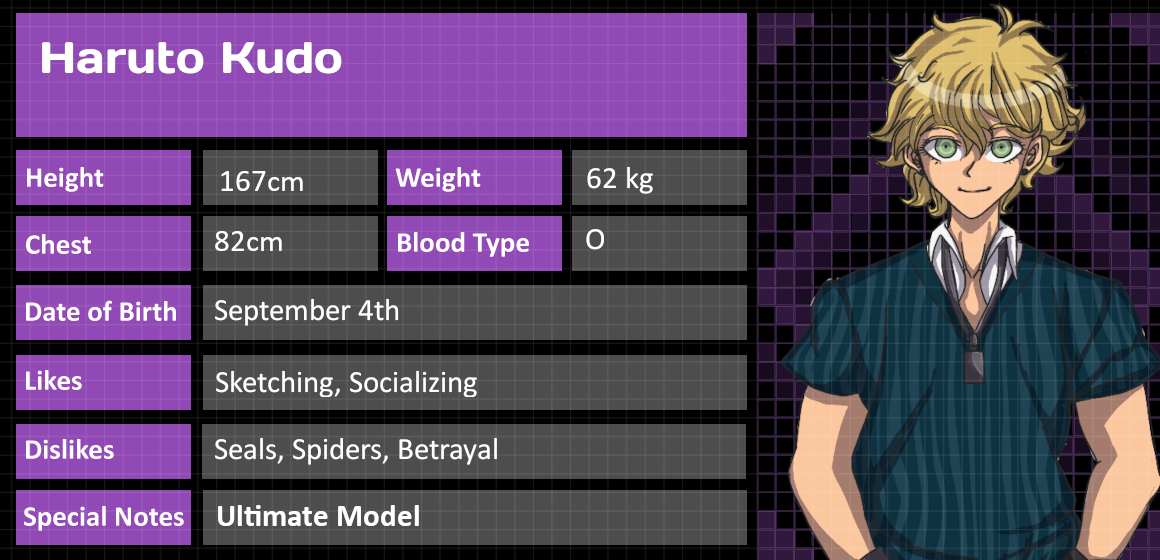 Haruto Kudo
Height 167cm Weight 62 kg
Chest 82cm Blood Type O
Date of Birth September 4th
Likes Sketching, Socializing
Dislikes Seals, Spiders, Betrayal
Special Notes Ultimate Model